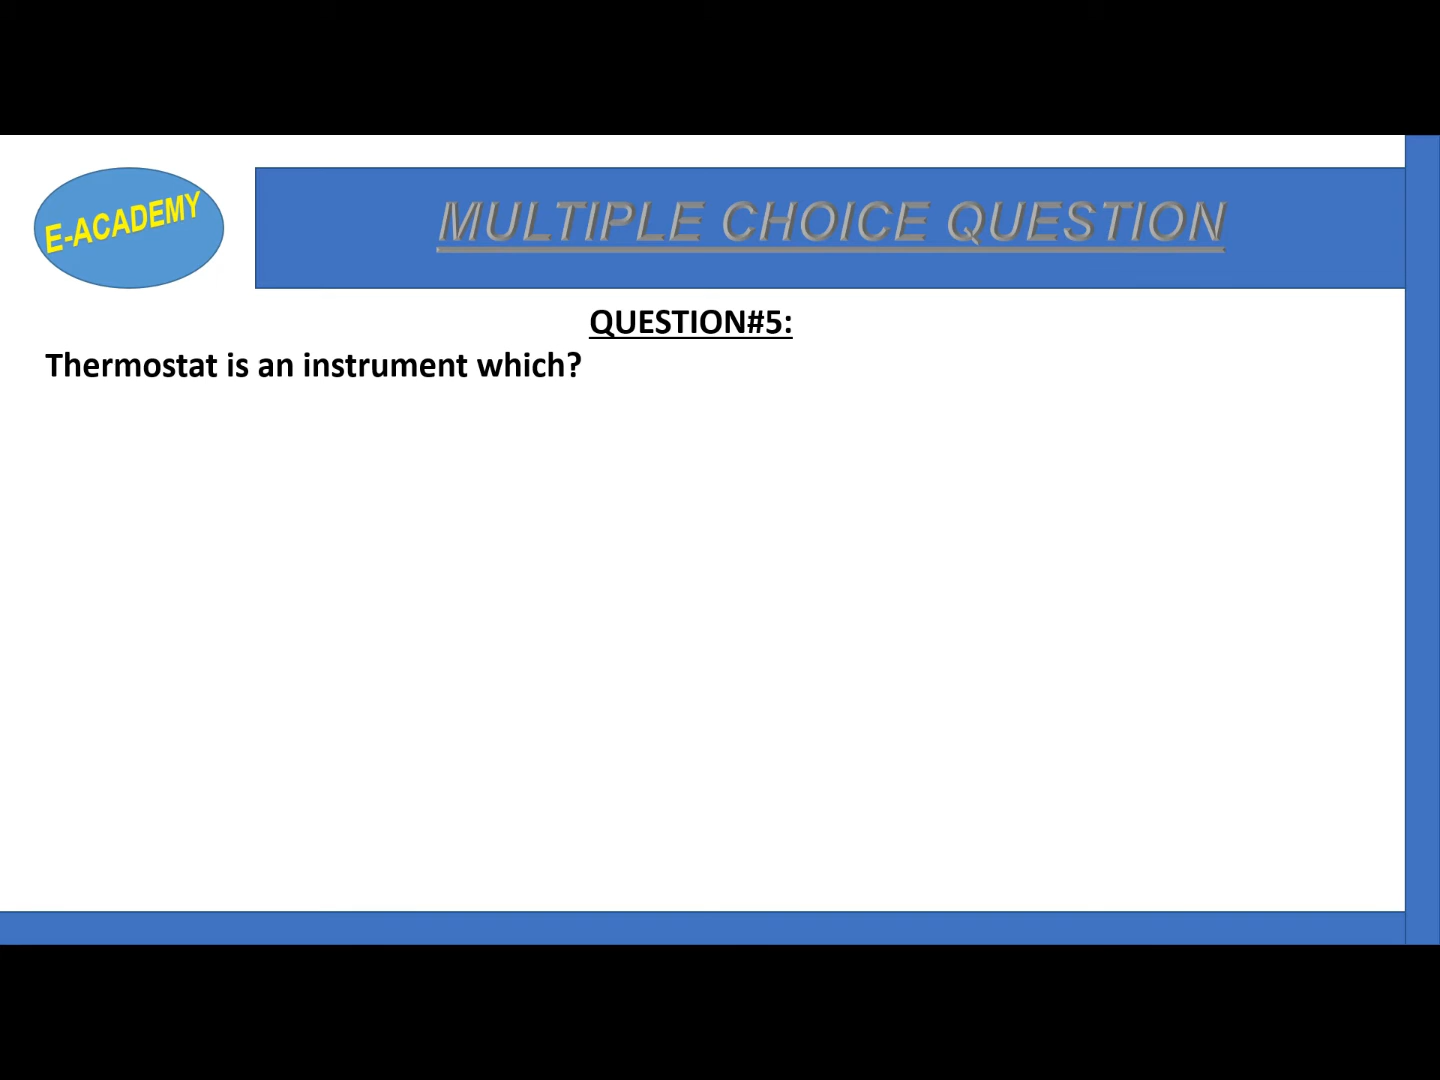 E-ACADEMY
MULTIPLE CHOICE QUESTION
QUESTION#5:
Thermostat is an instrument which?